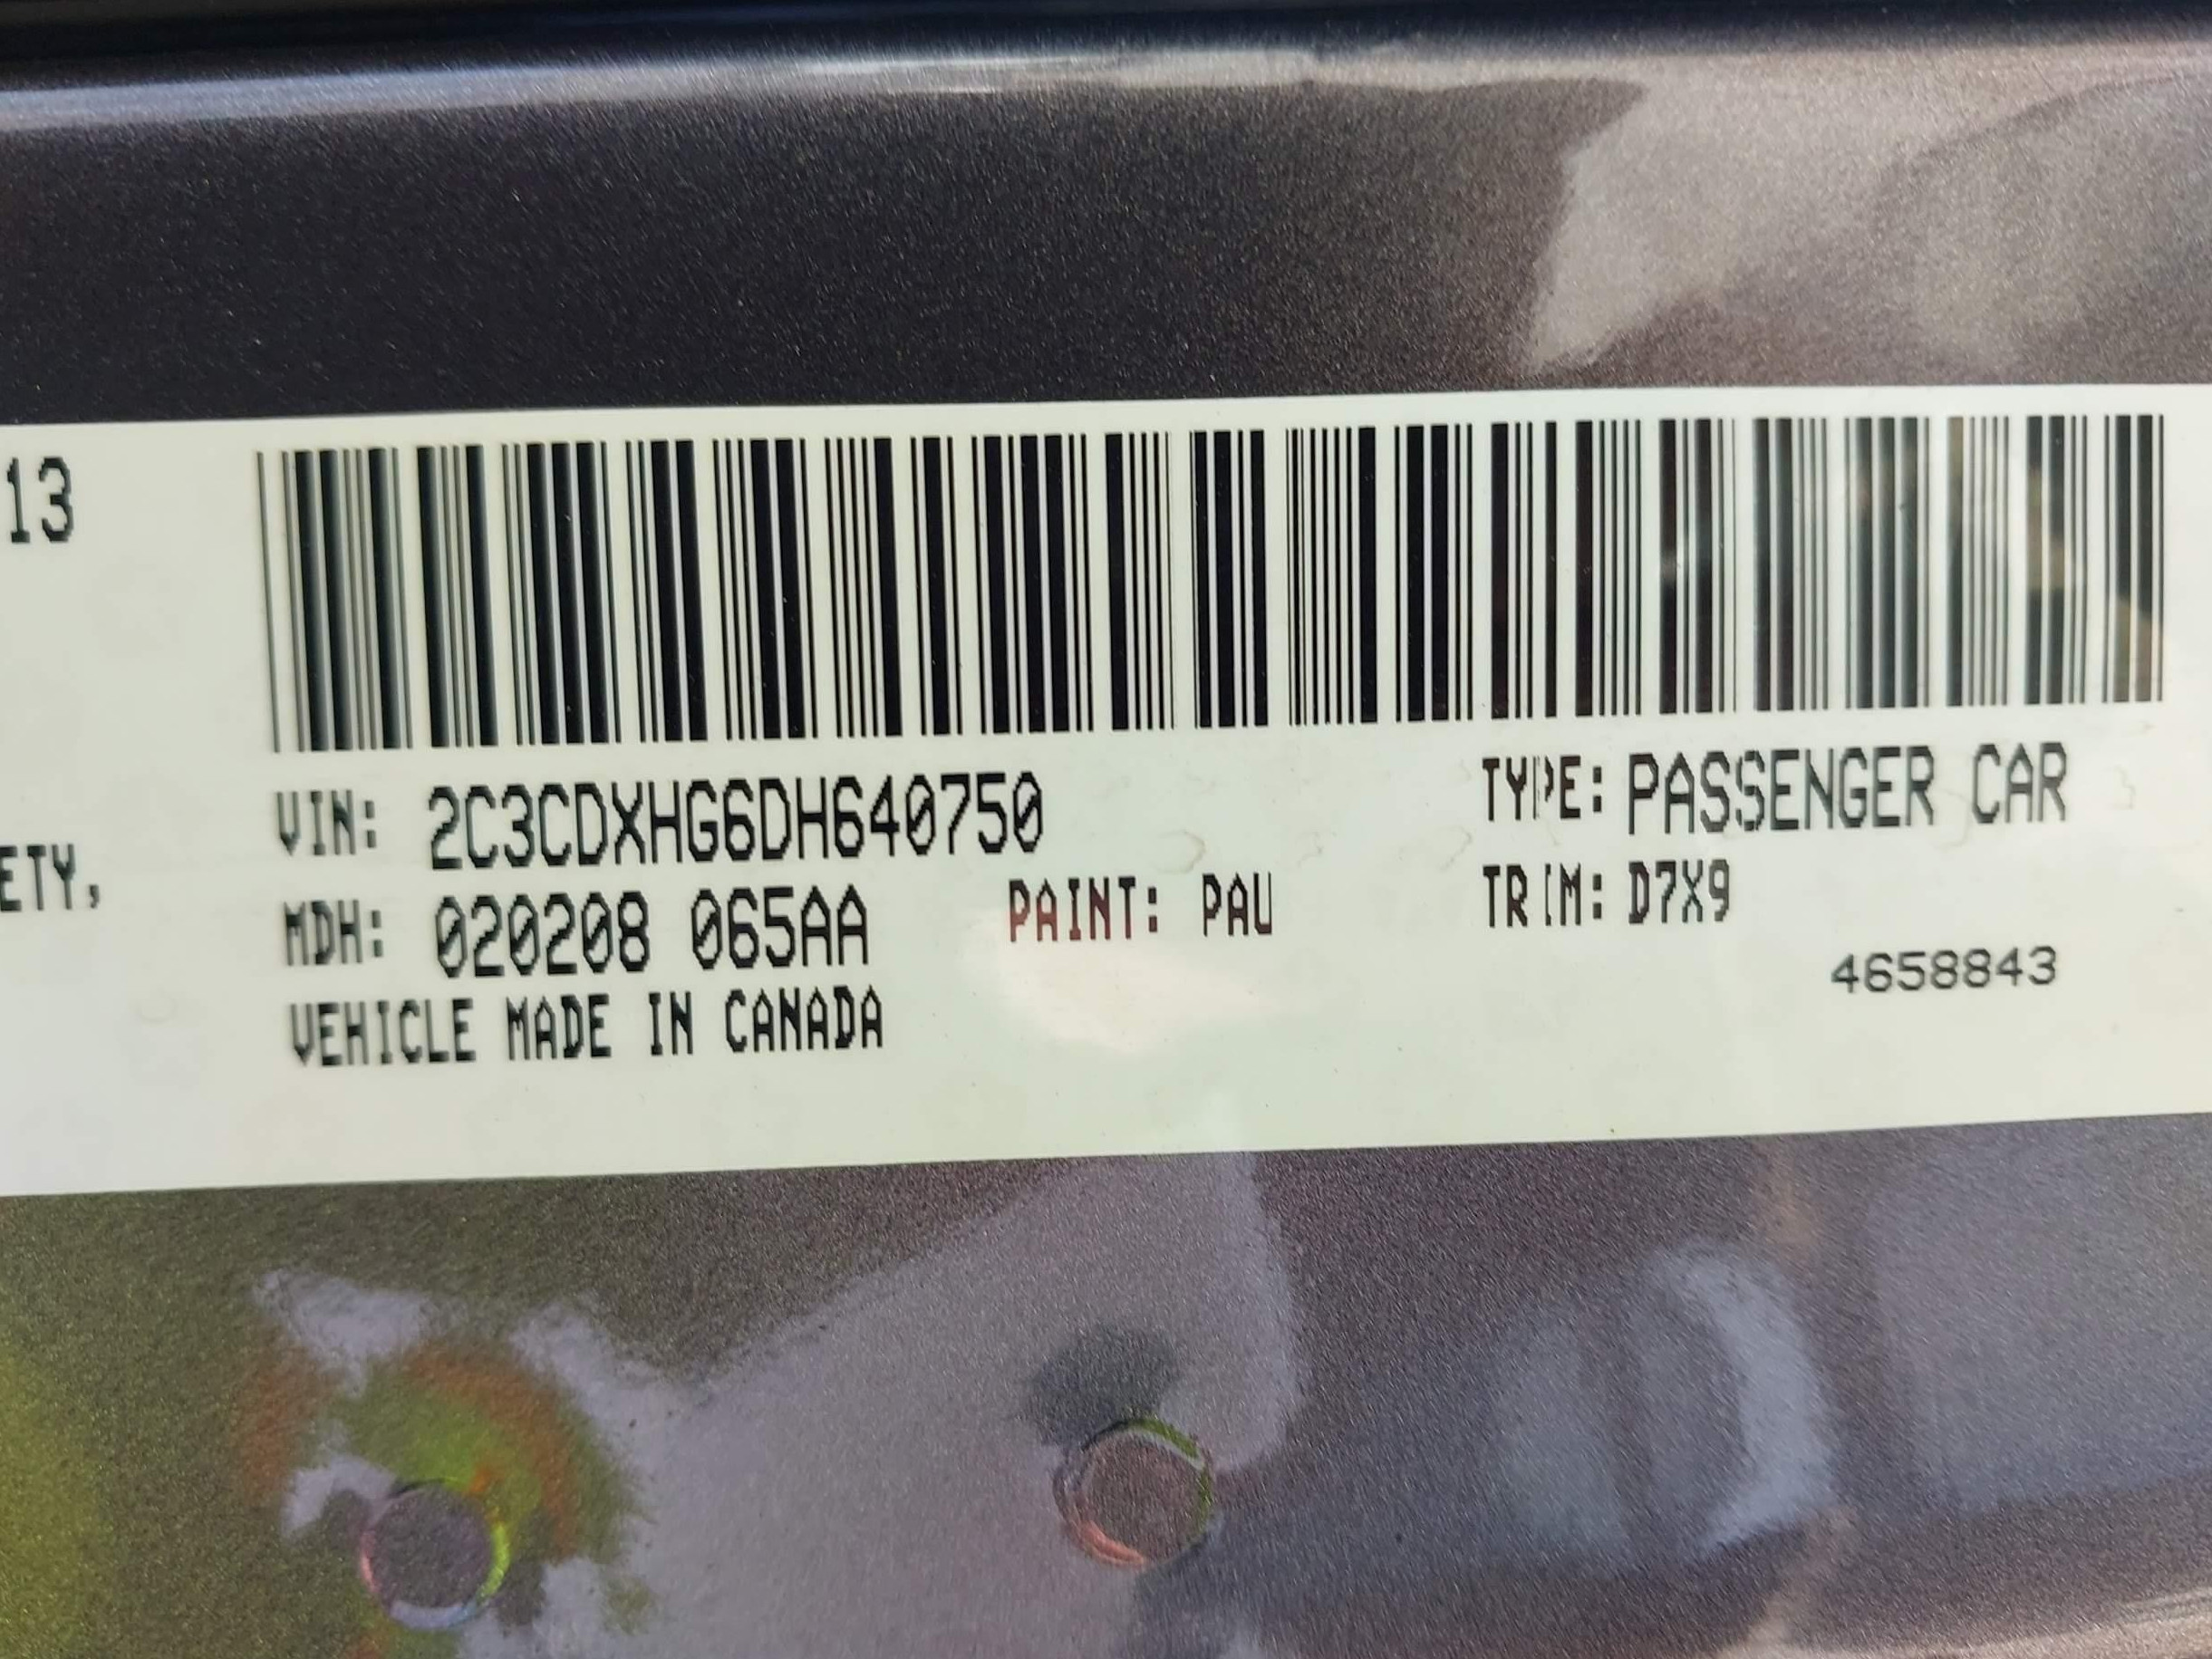 13
VIN: 2C3CDXHG6DH640750
TYPE: PASSENGER CAR
ETY,
MDH: 020208 065AA
PAINT: PAU
TRIM: D7X9
4658843
VEHICLE MADE IN CANADA